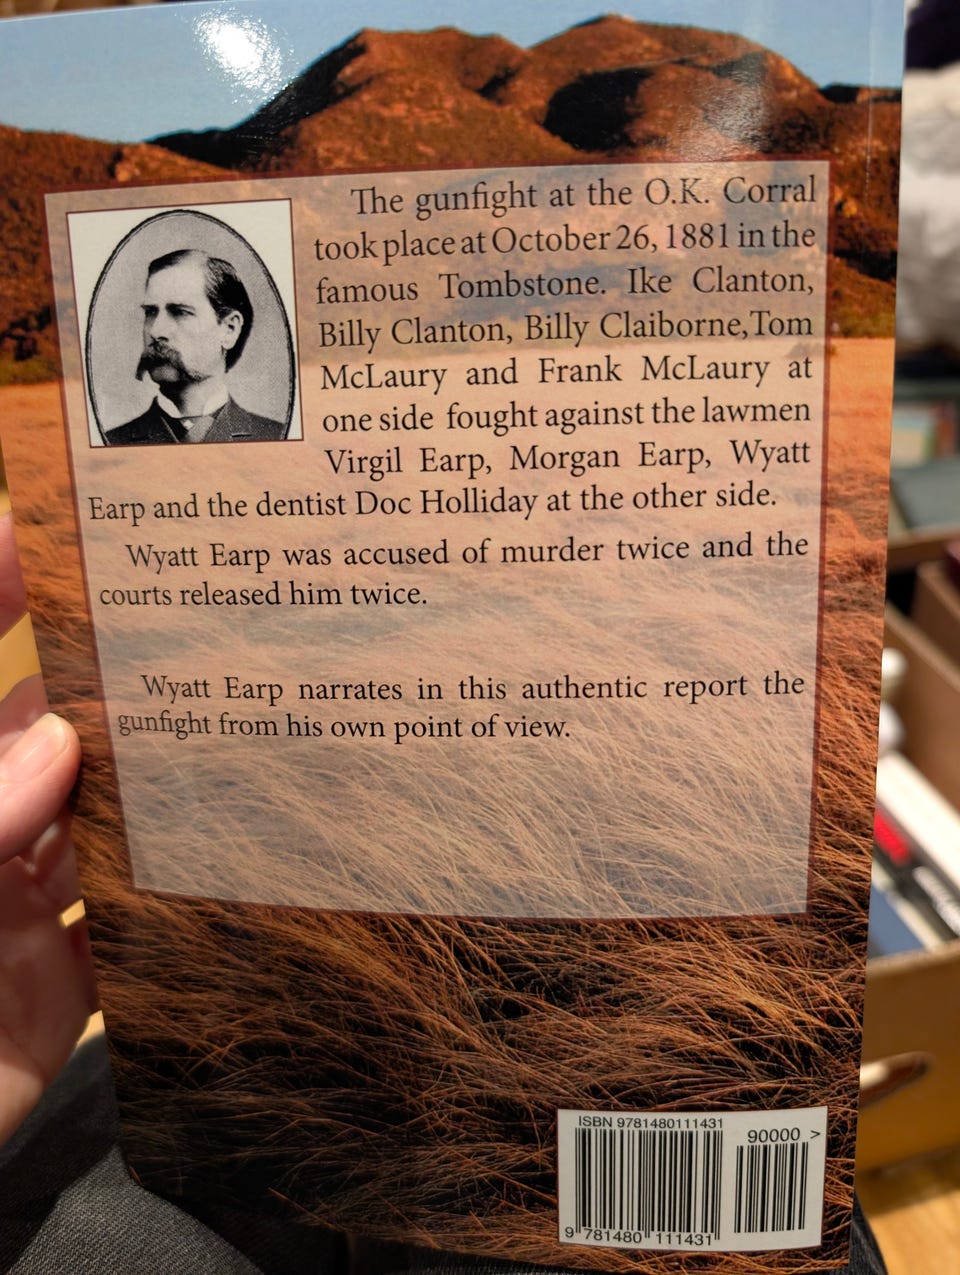 The gunfight at the O.K. Corral
took place at October 26, 1881 in the
famous Tombstone. Ike Clanton,
Billy Clanton, Billy Claiborne,Tom
McLaury and Frank McLaury at
one side fought against the lawmen
Virgil Earp, Morgan Earp, Wyatt
Earp and the dentist Doc Holliday at the other side.
Wyatt Earp was accused of murder twice and the
courts released him twice.
Wyatt Earp narrates in this authentic report the
gunfight from his own point of view.
ISBN 9781480111431
90000 >
9 781480 111431